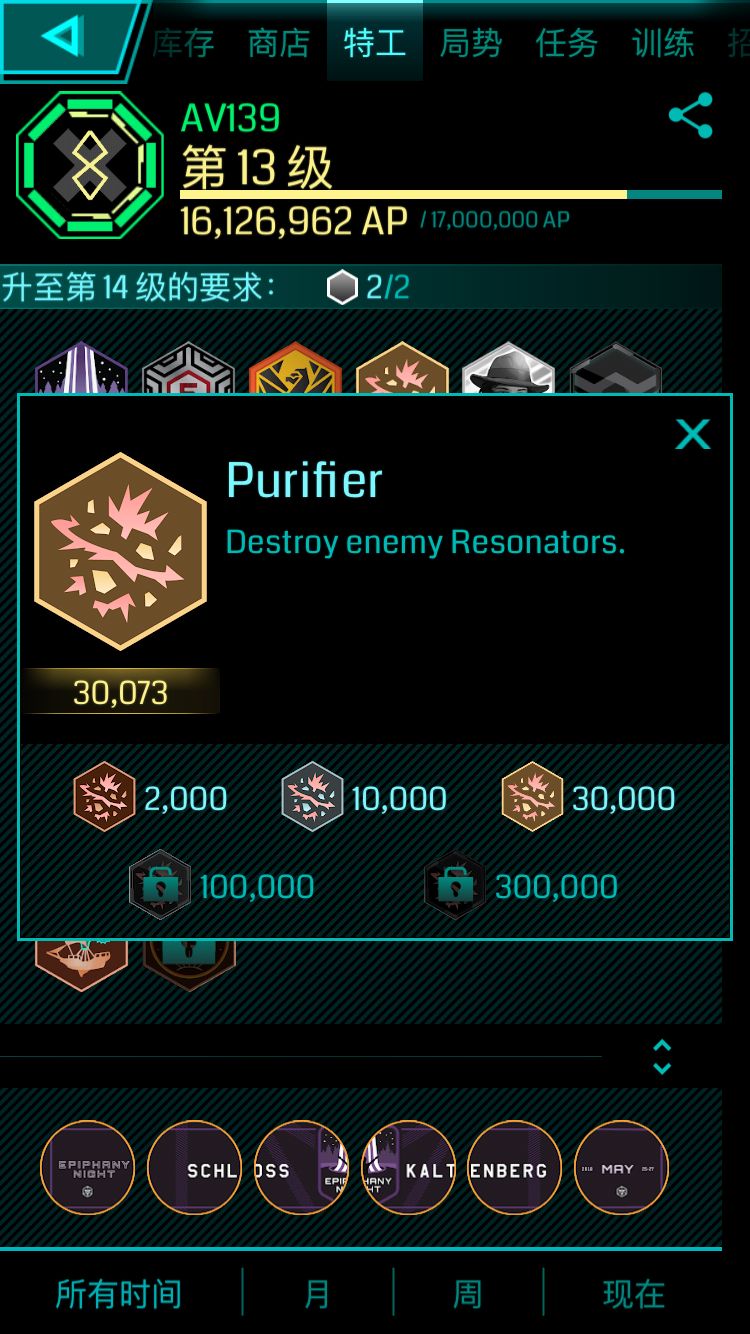 库存 商店 特工 局势 任务 训练
AV139
第 13 级
16,126,962 AP / 17,000,000 AP
升至第 14 级的要求： 2/2
Purifier
Destroy enemy Resonators.
30,073
2,000 10,000 30,000
100,000 300,000
EPIPHANY NIGHT
SCHL
OSS
KALT
ENBERG
2018 MAY 25-27
所有时间 月 周 现在